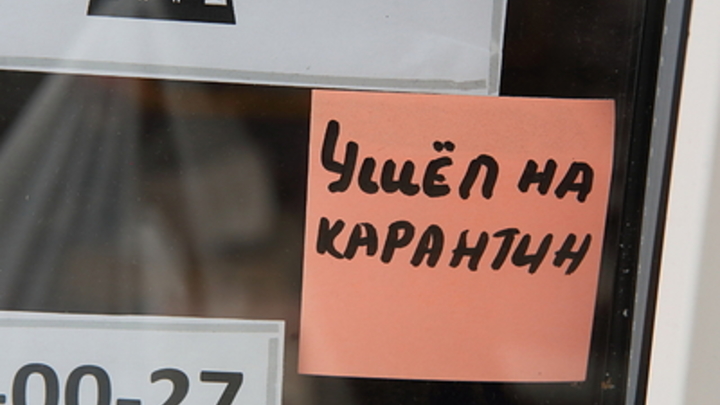 Ушёл на
карантин
-00-27